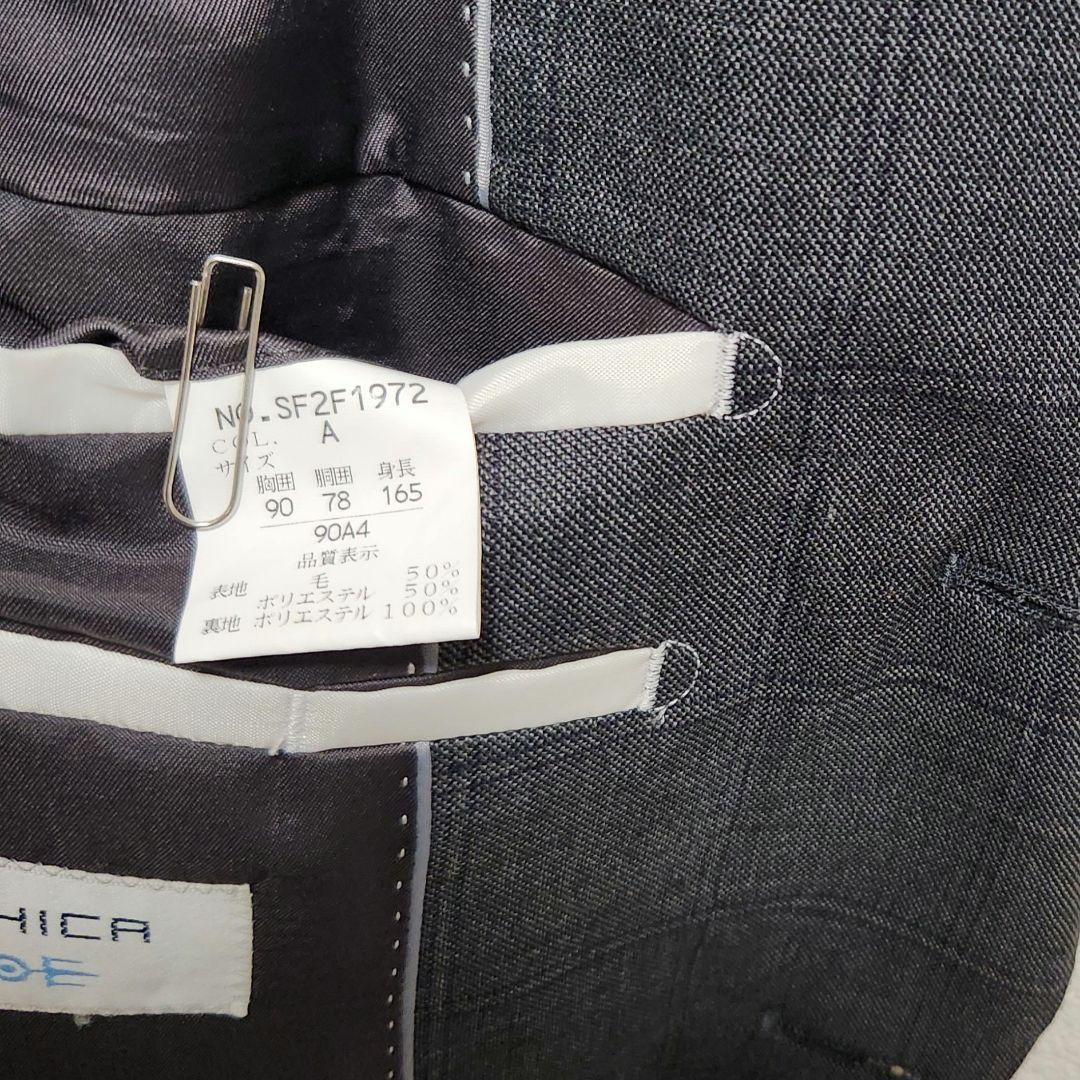 NO.SF2F1972
COL. A
サイズ
胸囲 胴囲 身長
90 78 165
90A4
品質表示
表地 毛 50%
ポリエステル 50%
裏地 ポリエステル 100%
HICA